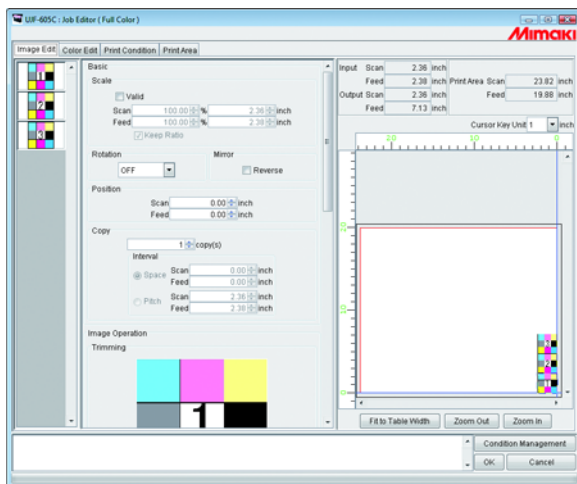 UJF-605C : Job Editor ( Full Color )
Mimaki
Image Edit Color Edit Print Condition Print Area
1
2
3
Basic
Scale
Valid
Scan 100.00 % 2.36 inch
Feed 100.00 % 2.38 inch
Keep Ratio
Rotation Mirror
OFF Reverse
Position
Scan 0.00 inch
Feed 0.00 inch
Copy
1 copy(s)
Interval
Space Scan 0.00 inch
Feed 0.00 inch
Pitch Scan 2.36 inch
Feed 2.38 inch
Image Operation
Trimming
1
Input Scan 2.36 inch
Feed 2.38 inch Print Area Scan 23.82 inch
Output Scan 2.36 inch Feed 19.88 inch
Feed 7.13 inch
Cursor Key Unit 1 inch
20 10 0
20
10
0
Fit to Table Width Zoom Out Zoom In
Condition Management
OK Cancel